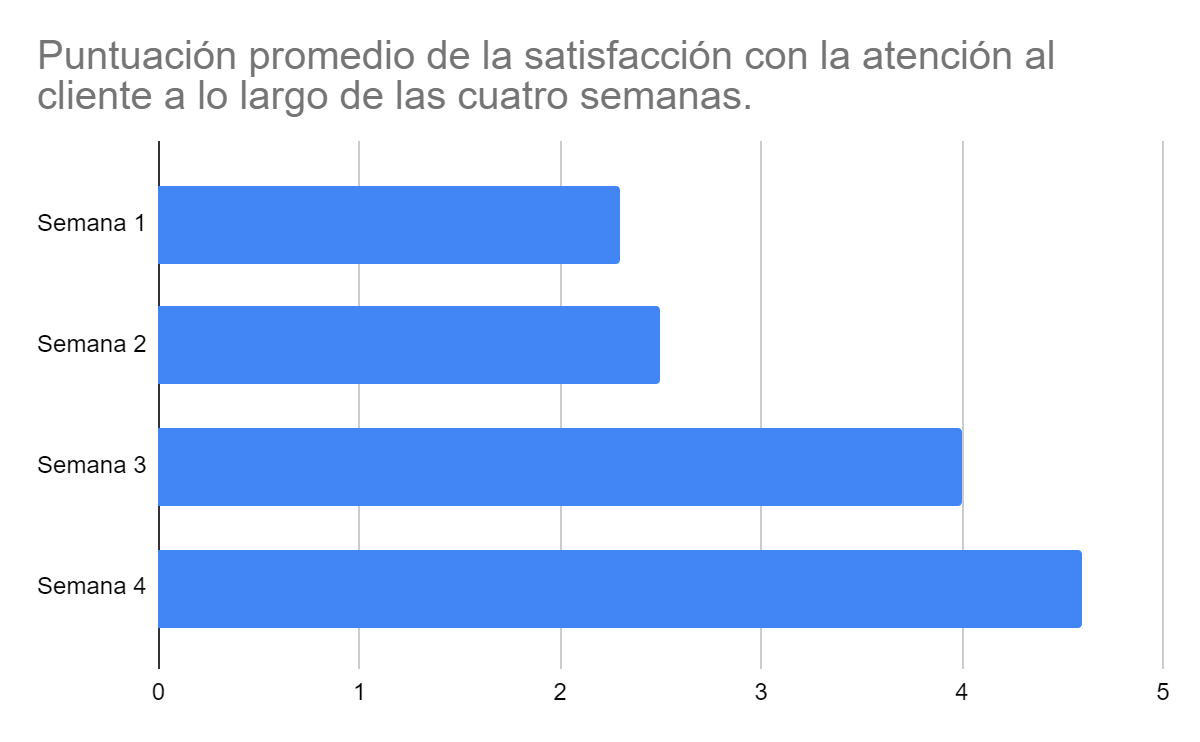 Puntuación promedio de la satisfacción con la atención al
cliente a lo largo de las cuatro semanas.
Semana 1
Semana 2
Semana 3
Semana 4
0 1 2 3 4 5